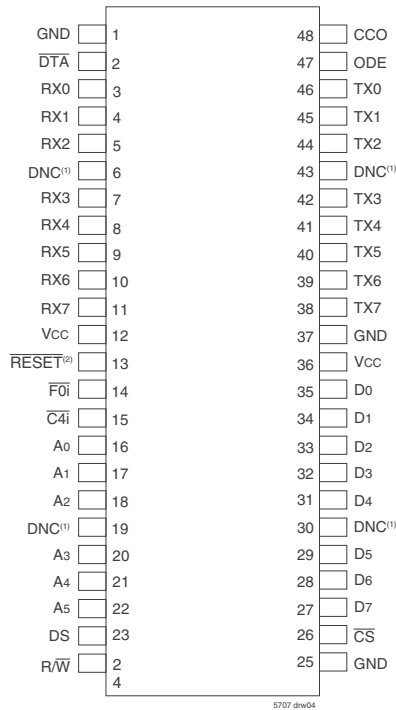 GND 1 48 CCO
D̅T̅A̅ 2 47 ODE
RX0 3 46 TX0
RX1 4 45 TX1
RX2 5 44 TX2
DNC(1) 6 43 DNC(1)
RX3 7 42 TX3
RX4 8 41 TX4
RX5 9 40 TX5
RX6 10 39 TX6
RX7 11 38 TX7
VCC 12 37 GND
R̅E̅S̅E̅T̅(2) 13 36 VCC
F̅0̅i̅ 14 35 D0
C̅4̅i̅ 15 34 D1
A0 16 33 D2
A1 17 32 D3
A2 18 31 D4
DNC(1) 19 30 DNC(1)
A3 20 29 D5
A4 21 28 D6
A5 22 27 D7
DS 23 26 C̅S̅
R/W̅ 2 25 GND
4
5707 drw04